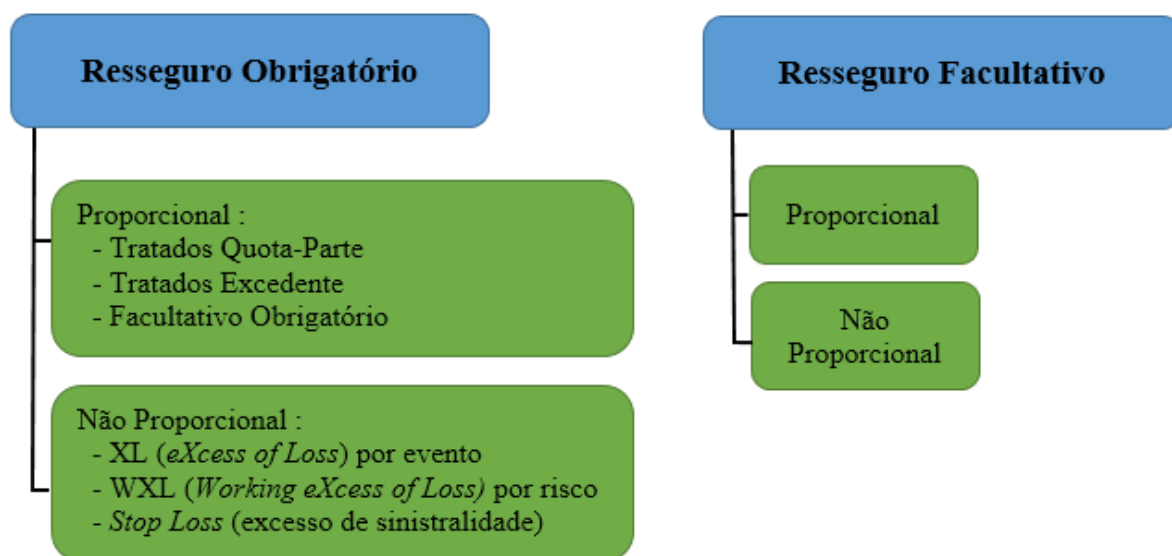 Resseguro Obrigatório
Proporcional :
- Tratados Quota-Parte
- Tratados Excedente
- Facultativo Obrigatório
Não Proporcional :
- XL (eXcess of Loss) por evento
- WXL (Working eXcess of Loss) por risco
- Stop Loss (excesso de sinistralidade)
Resseguro Facultativo
Proporcional
Não
Proporcional